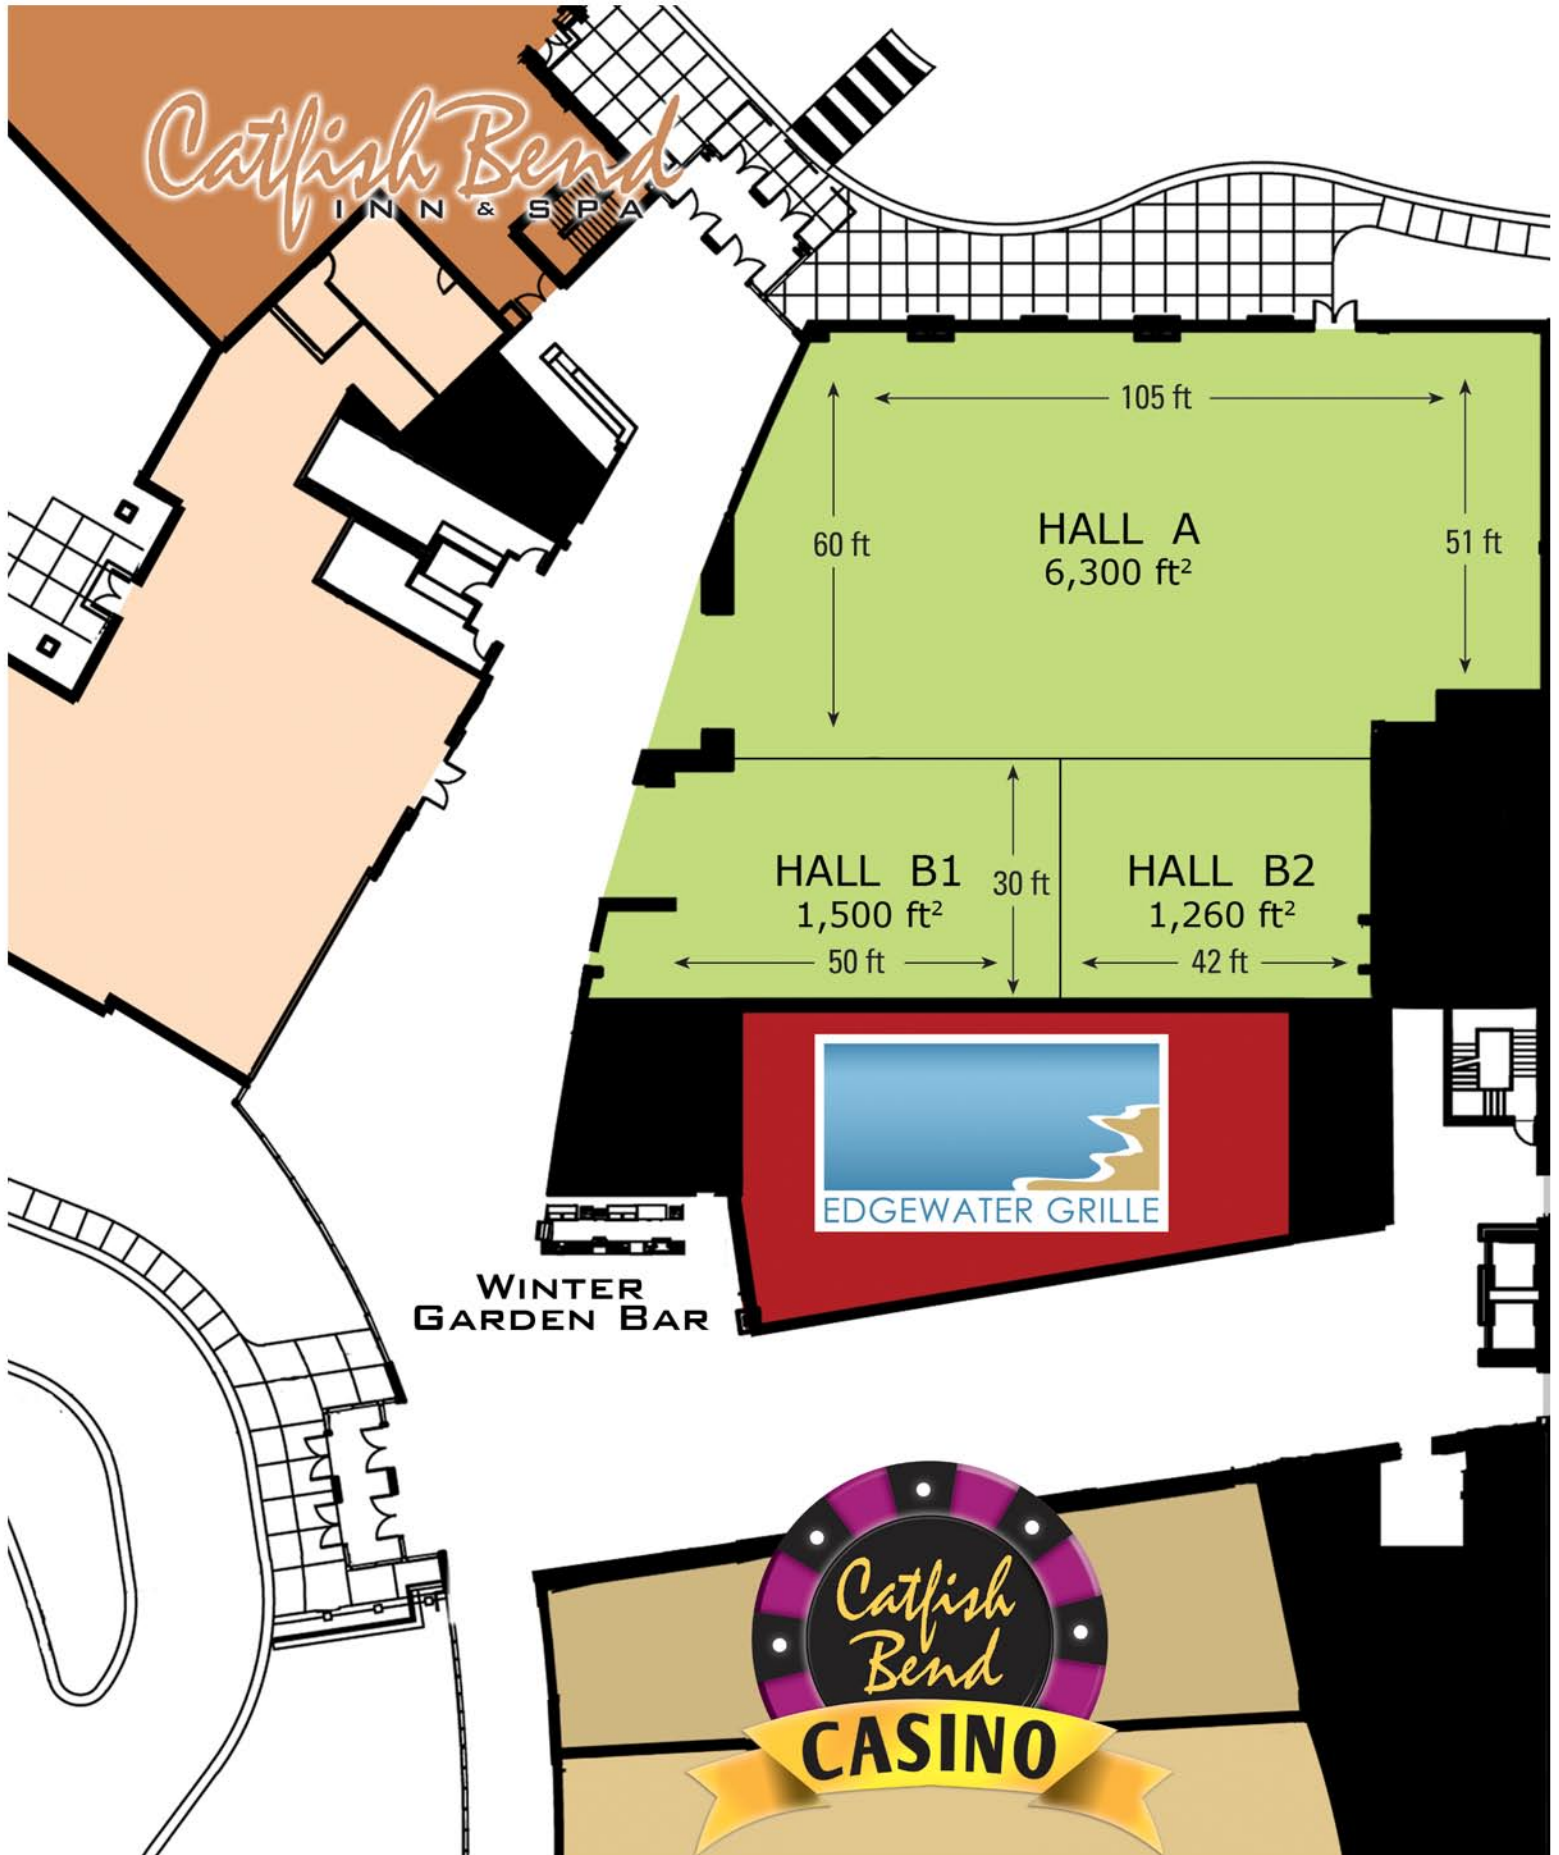 Catfish Bend
INN & SPA
105 ft
HALL A
6,300 ft²
60 ft
51 ft
HALL B1
1,500 ft²
50 ft
30 ft
HALL B2
1,260 ft²
42 ft
EDGEWATER GRILLE
WINTER
GARDEN BAR
Catfish
Bend
CASINO